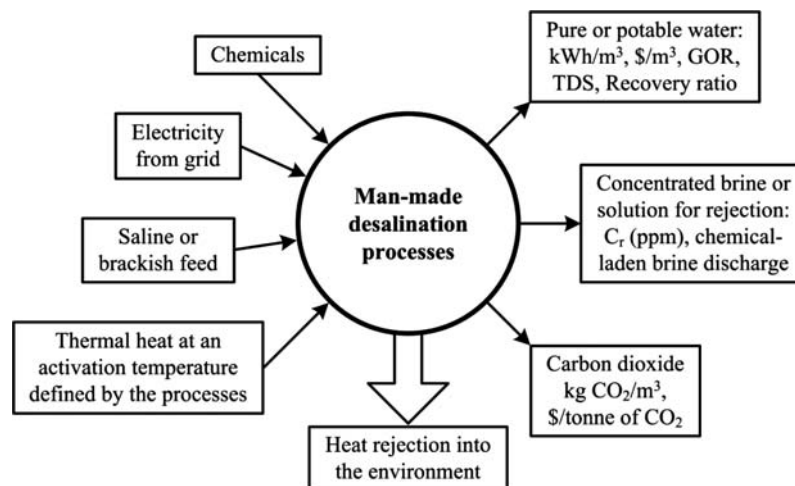 Chemicals
Electricity
from grid
Saline or
brackish feed
Thermal heat at an
activation temperature
defined by the processes
Man-made
desalination
processes
Pure or potable water:
kWh/m³, $/m³, GOR,
TDS, Recovery ratio
Concentrated brine or
solution for rejection:
Cᵣ (ppm), chemical-
laden brine discharge
Carbon dioxide
kg CO₂/m³,
$/tonne of CO₂
Heat rejection into
the environment